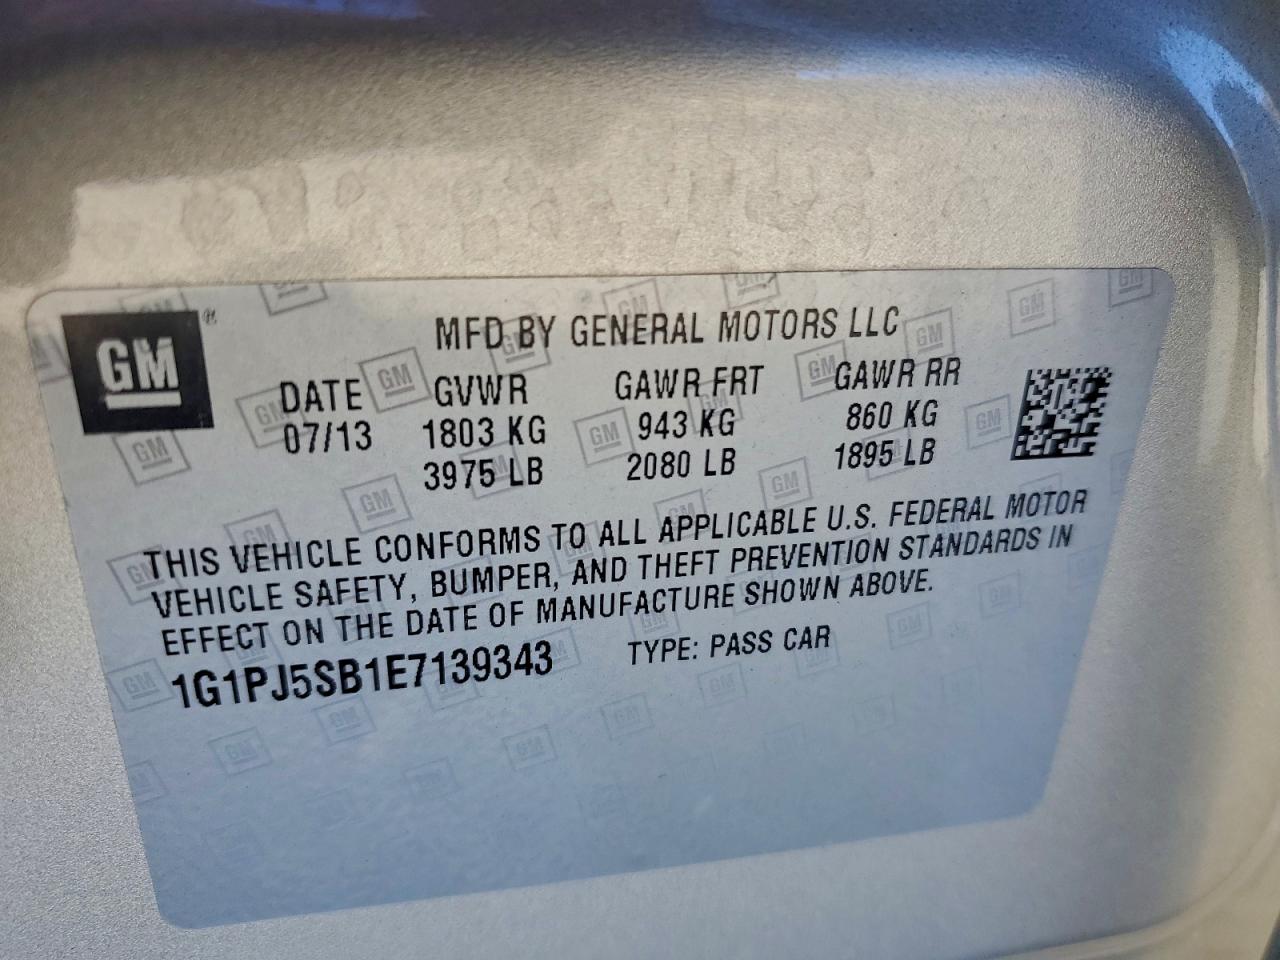 GM®
MFD BY GENERAL MOTORS LLC
DATE GVWR GAWR FRT GAWR RR
07/13 1803 KG 943 KG 860 KG
3975 LB 2080 LB 1895 LB
THIS VEHICLE CONFORMS TO ALL APPLICABLE U.S. FEDERAL MOTOR
VEHICLE SAFETY, BUMPER, AND THEFT PREVENTION STANDARDS IN
EFFECT ON THE DATE OF MANUFACTURE SHOWN ABOVE.
1G1PJ5SB1E7139343 TYPE: PASS CAR